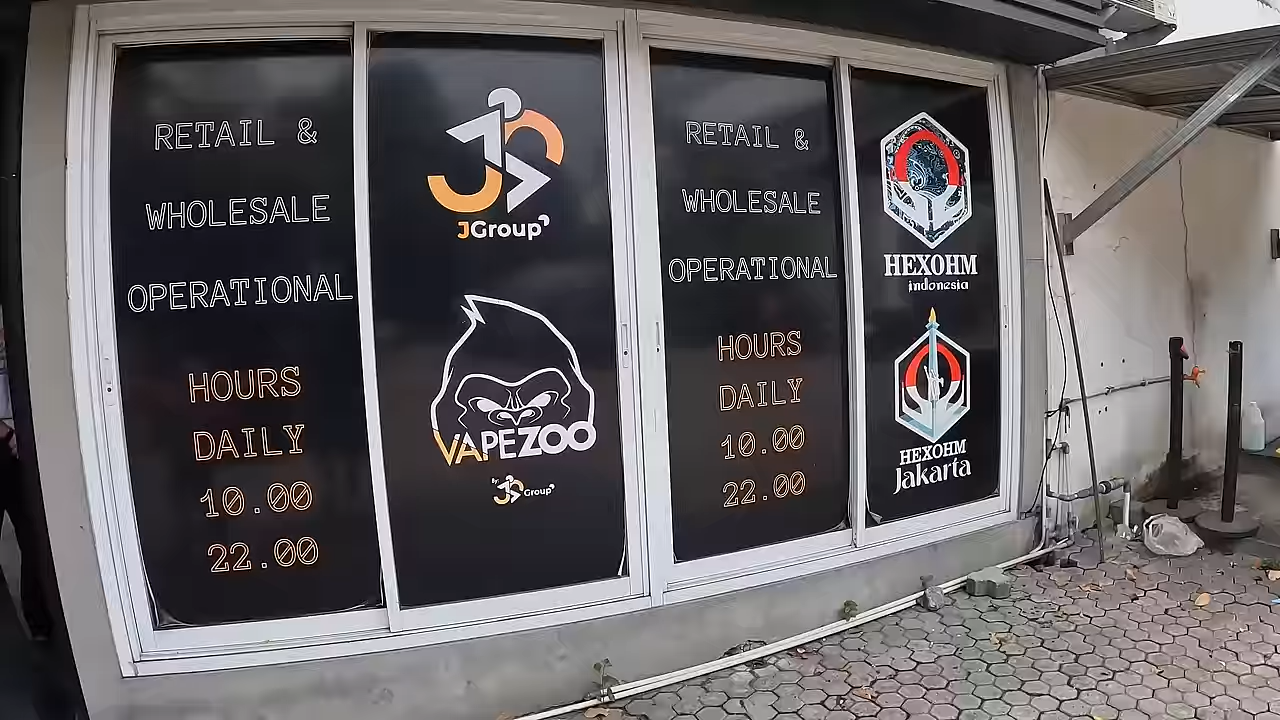 RETAIL &
WHOLESALE
OPERATIONAL
HOURS
DAILY
10.00
22.00
JGroup
VAPEZOO
By: JGroup
RETAIL &
WHOLESALE
OPERATIONAL
HOURS
DAILY
10.00
22.00
HEXOHM
indonesia
HEXOHM
Jakarta